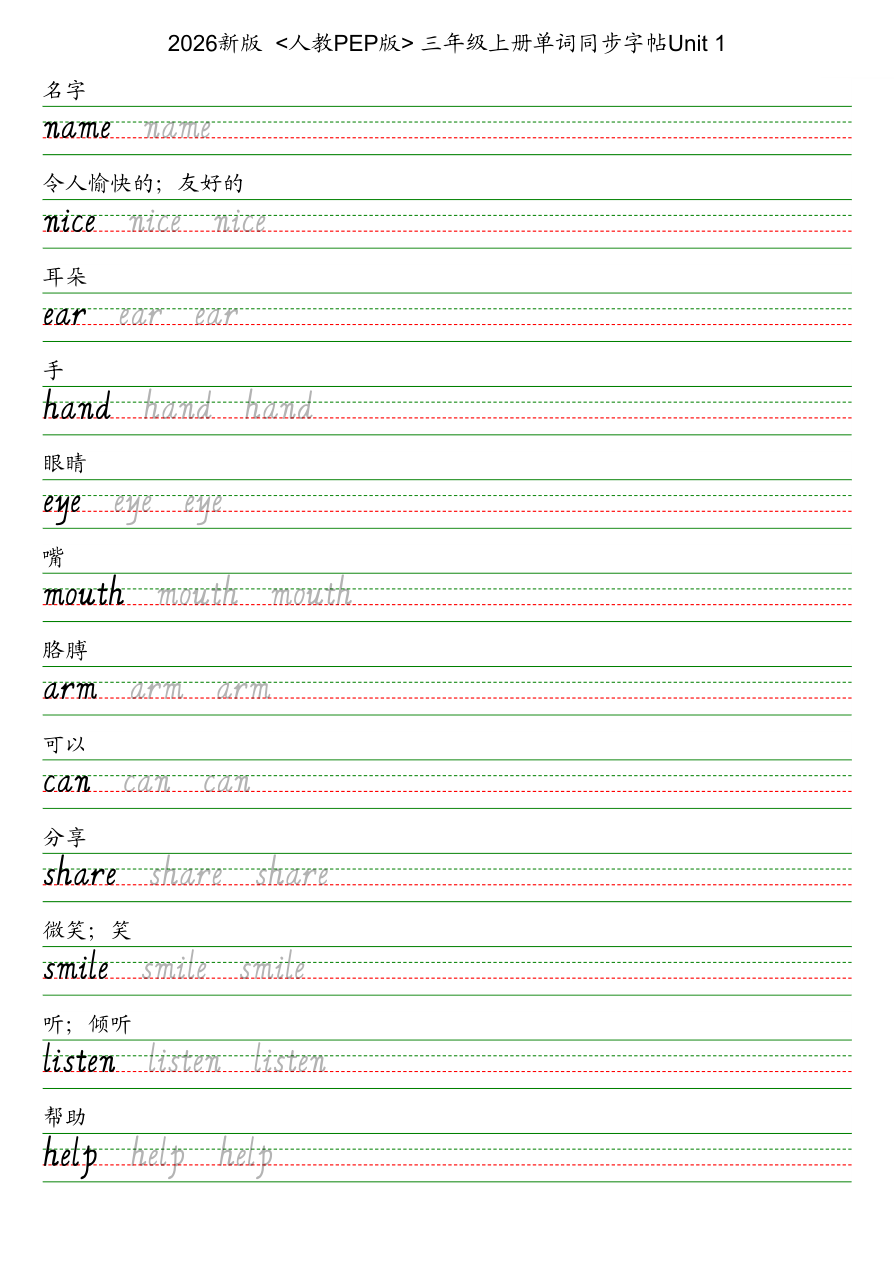 2026新版 <人教PEP版> 三年级上册单词同步字帖Unit 1
名字
name name
令人愉快的；友好的
nice nice nice
耳朵
ear ear ear
手
hand hand hand
眼睛
eye eye eye
嘴
mouth mouth mouth
胳膊
arm arm arm
可以
can can can
分享
share share share
微笑；笑
smile smile smile
听；倾听
listen listen listen
帮助
help help help